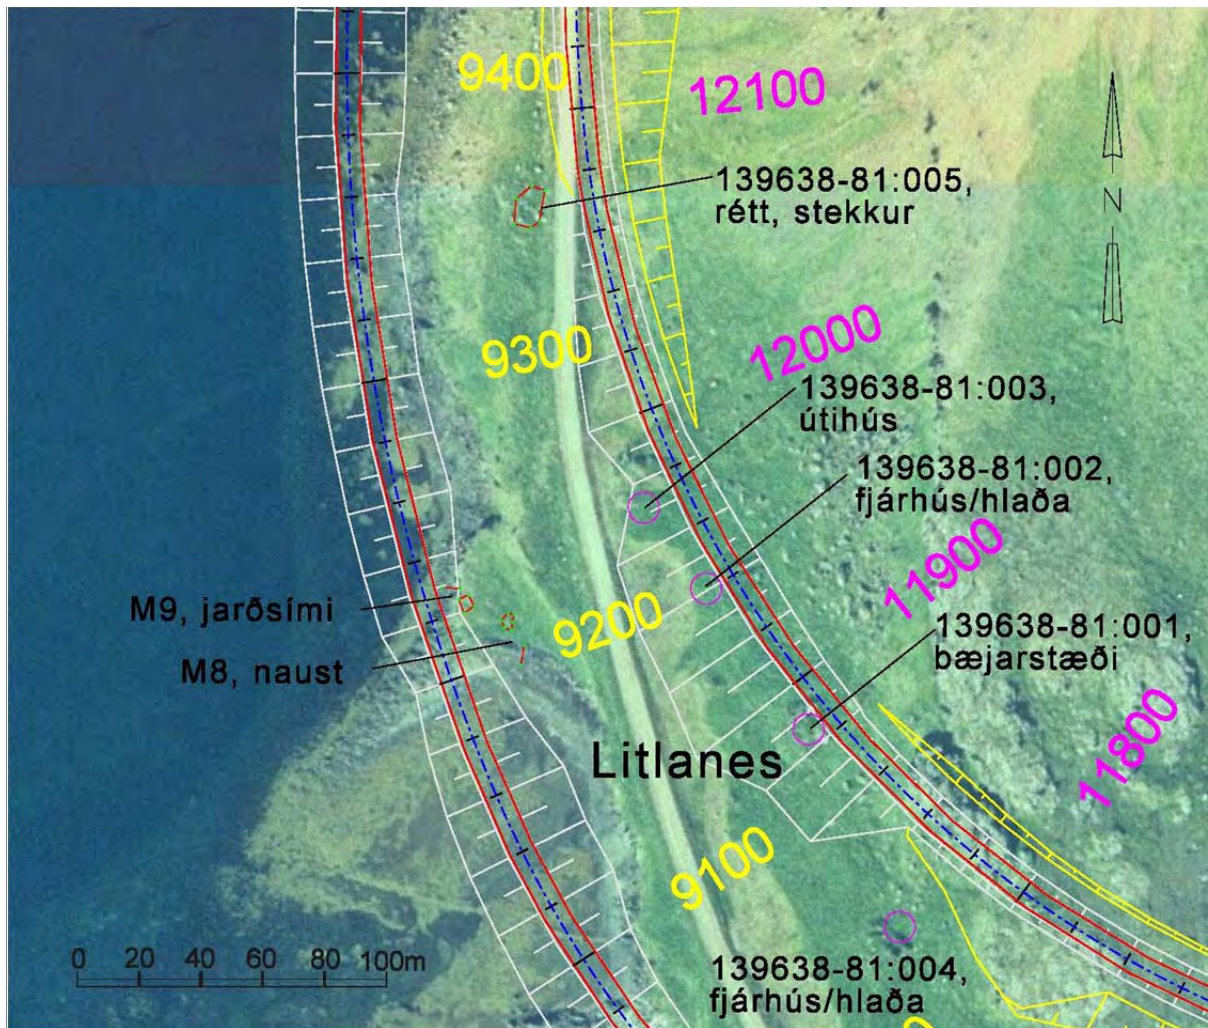 9400
12100
139638-81:005,
rétt, stekkur
N
9300
12000
139638-81:003,
útihús
139638-81:002,
fjárhús/hlaða
11900
M9, jarðsími
9200
139638-81:001,
bæjarstæði
M8, naust
Litlanes
11800
9100
0 20 40 60 80 100m
139638-81:004,
fjárhús/hlaða